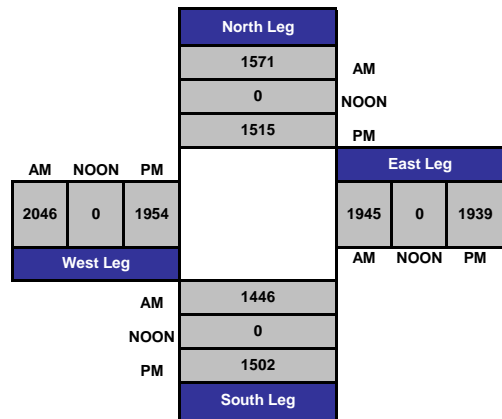 North Leg
1571 AM
0 NOON
1515 PM
AM NOON PM
East Leg
2046 0 1954
1945 0 1939
West Leg
AM NOON PM
AM 1446
NOON 0
PM 1502
South Leg